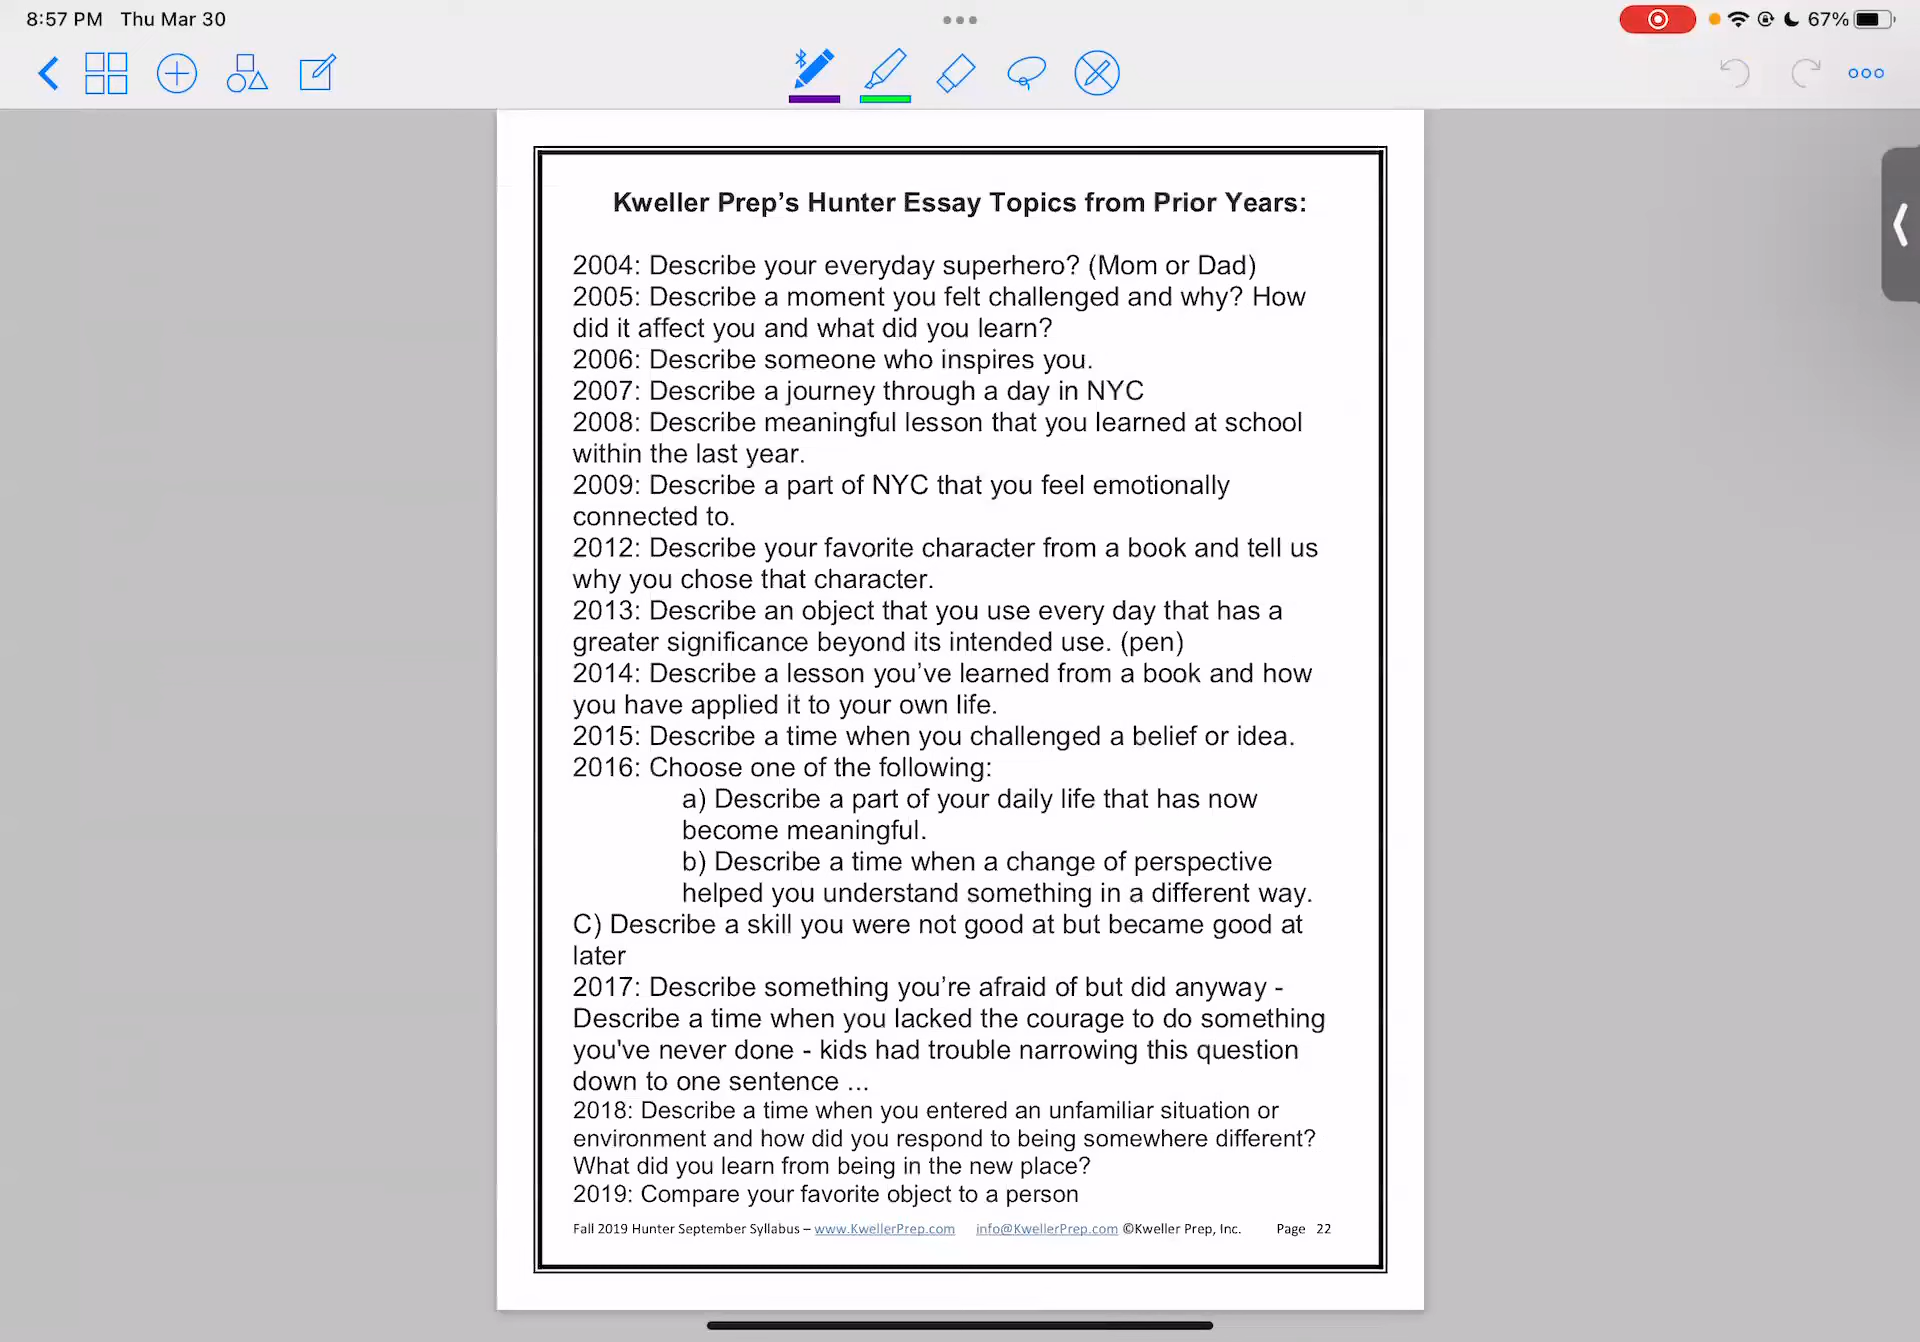 8:57 PM Thu Mar 30
67%
Kweller Prep’s Hunter Essay Topics from Prior Years:
2004: Describe your everyday superhero? (Mom or Dad)
2005: Describe a moment you felt challenged and why? How
did it affect you and what did you learn?
2006: Describe someone who inspires you.
2007: Describe a journey through a day in NYC
2008: Describe meaningful lesson that you learned at school
within the last year.
2009: Describe a part of NYC that you feel emotionally
connected to.
2012: Describe your favorite character from a book and tell us
why you chose that character.
2013: Describe an object that you use every day that has a
greater significance beyond its intended use. (pen)
2014: Describe a lesson you’ve learned from a book and how
you have applied it to your own life.
2015: Describe a time when you challenged a belief or idea.
2016: Choose one of the following:
a) Describe a part of your daily life that has now
become meaningful.
b) Describe a time when a change of perspective
helped you understand something in a different way.
C) Describe a skill you were not good at but became good at
later
2017: Describe something you’re afraid of but did anyway -
Describe a time when you lacked the courage to do something
you've never done - kids had trouble narrowing this question
down to one sentence ...
2018: Describe a time when you entered an unfamiliar situation or
environment and how did you respond to being somewhere different?
What did you learn from being in the new place?
2019: Compare your favorite object to a person
Fall 2019 Hunter September Syllabus – www.KwellerPrep.com info@KwellerPrep.com ©Kweller Prep, Inc. Page 22